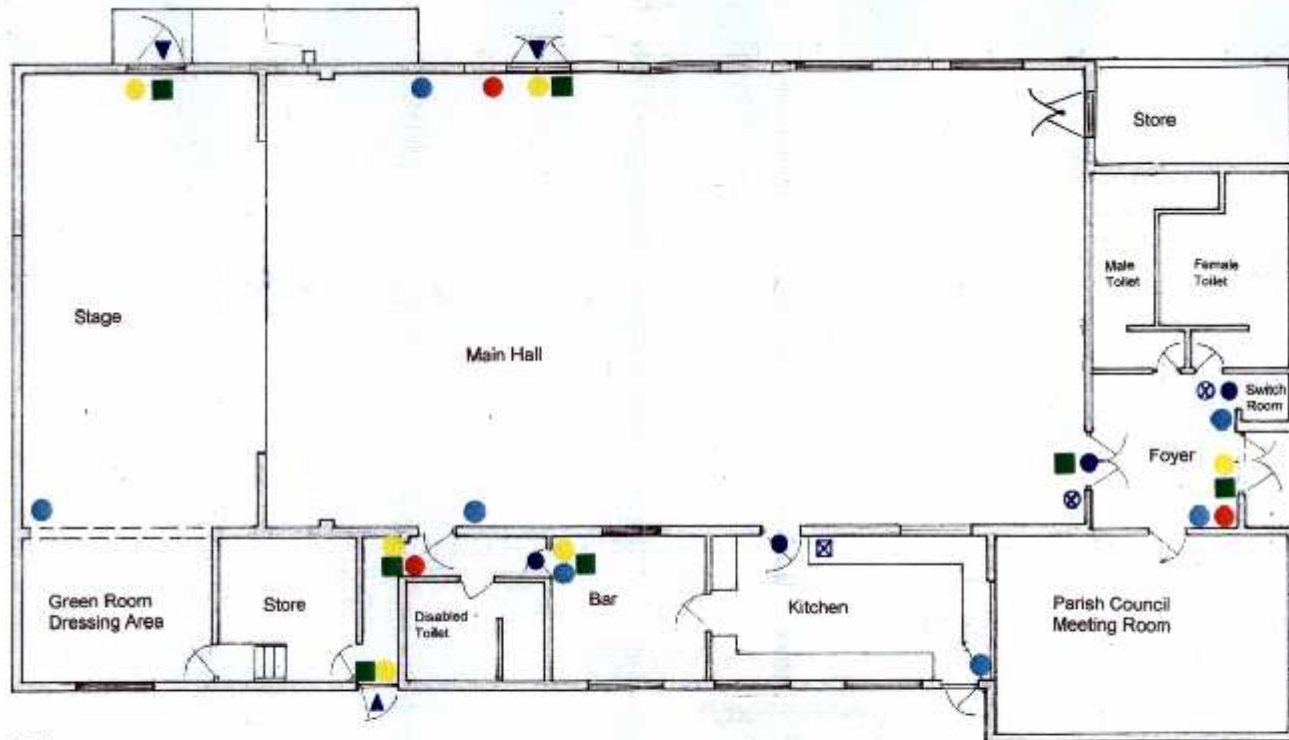 Store
Male
Toilet
Female
Toilet
Stage
Main Hall
Switch
Room
Foyer
Green Room
Dressing Area
Store
Disabled
Toilet
Bar
Kitchen
Parish Council
Meeting Room